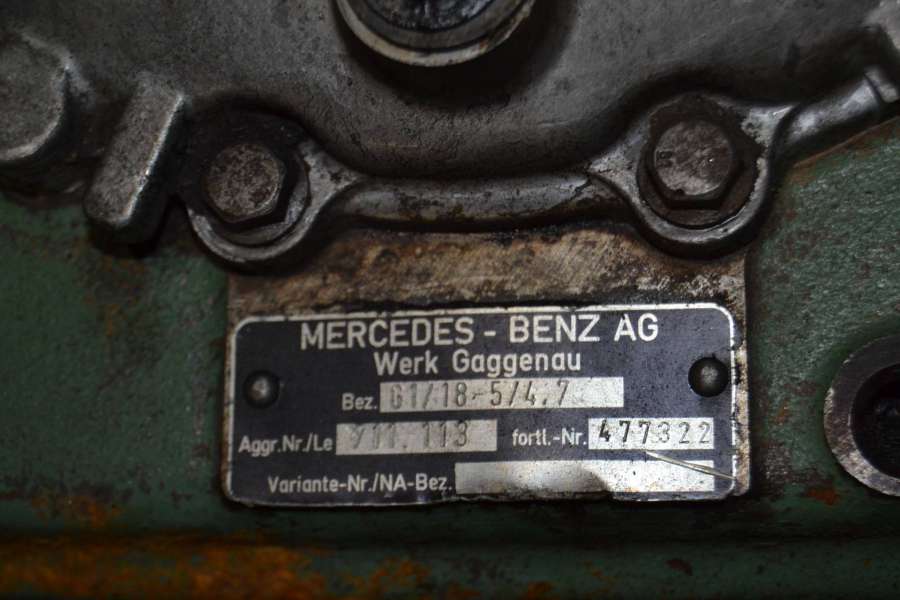 MERCEDES - BENZ AG
Werk Gaggenau
Bez. G1/18-5/4,7
Aggr.Nr./Le 711.113 fortl.-Nr. 477322
Variante-Nr./NA-Bez.